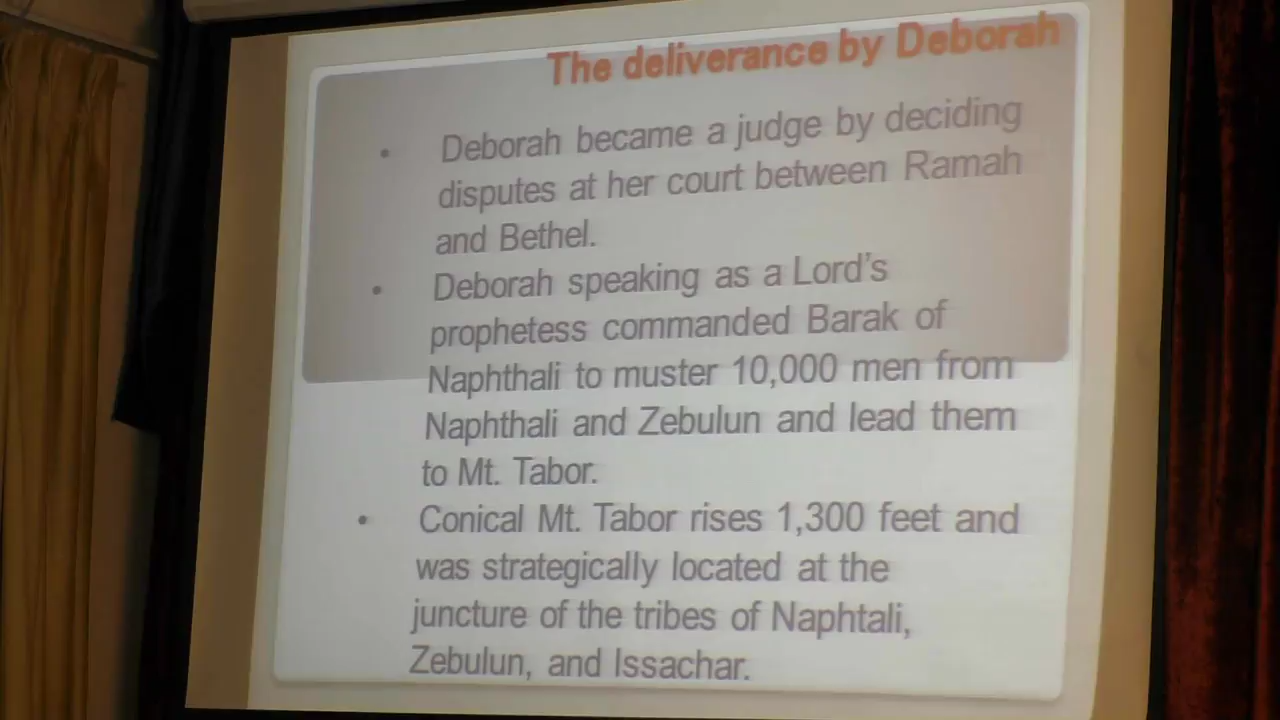 The deliverance by Deborah
• Deborah became a judge by deciding
disputes at her court between Ramah
and Bethel.
• Deborah speaking as a Lord's
prophetess commanded Barak of
Naphthali to muster 10,000 men from
Naphthali and Zebulun and lead them
to Mt. Tabor.
• Conical Mt. Tabor rises 1,300 feet and
was strategically located at the
juncture of the tribes of Naphtali,
Zebulun, and Issachar.